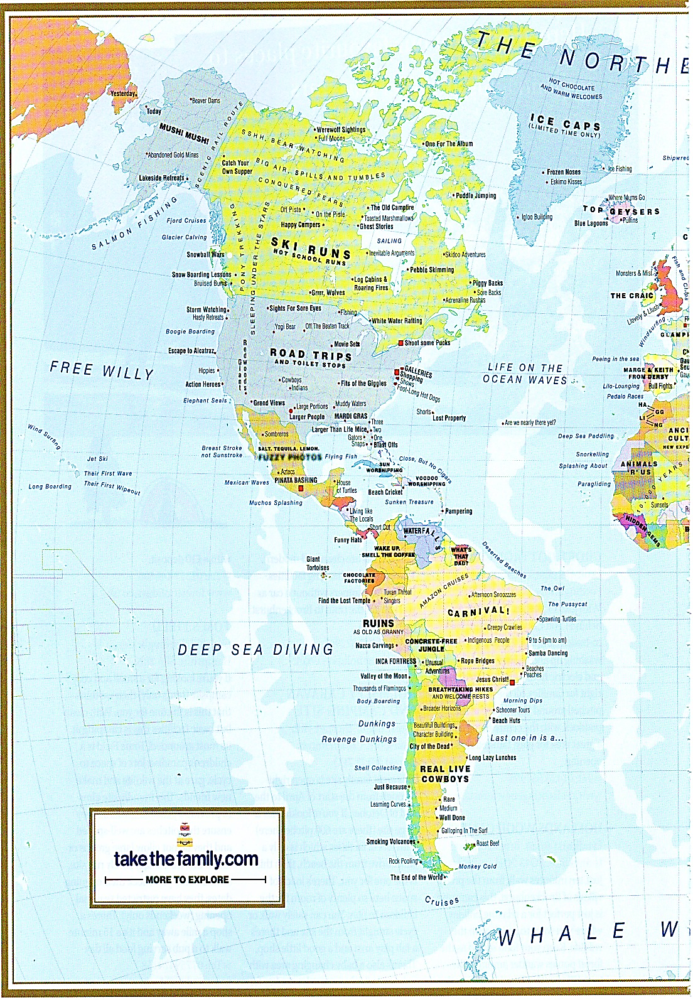 THE NORTHE
HOT CHOCOLATE
AND WARM WELCOMES
ICE CAPS
(LIMITED TIME ONLY)
Yesterday
Today
Beaver Dams
MUSH! MUSH!
Abandoned Gold Mines
Lakeside Retreats
SCENIC RAIL ROUTE
SALMON FISHING
Werewolf Sightings
Full Moons
SSHH, BEAR WATCHING
One For The Album
Catch Your
Own Supper
BIG AIR, SPILLS AND TUMBLES
CONQUERED FEARS
Frozen Noses
Eskimo Kisses
Ice Fishing
Shipwrec
Puddle Jumping
Where Mums Go
TOP GEYSERS
Blue Lagoons
Puffins
Igloo Building
Off Piste
On the Piste
The Old Campfire
Toasted Marshmallows
Ghost Stories
Happy Campers
Fjord Cruises
Glacier Calving
PONY TREKKING
SLEEPING UNDER THE STARS
SKI RUNS
NOT SCHOOL RUNS
SAILING
Inevitable Arguments
Skidoo Adventures
Snowball Wars
Pebble Skimming
Snow Boarding Lessons
Bruised Bums
Log Cabins &
Roaring Fires
Grrrr, Wolves
Piggy Backs
Sore Backs
Adrenaline Rushes
Monsters & Misl.
Fish and Chips
THE CRAIC
Llovely & Llush
Windsurfing
GLAMPI
Storm Watching
Hasty Retreats
Sights For Sore Eyes
Fishing
White Water Rafting
Boogie Boarding
Yogi Bear
Off The Beaten Track
Movie Sets
Shoot some Pucks
Escape to Alcatraz
Redwood
Giants
ROAD TRIPS
AND TOILET STOPS
FREE WILLY
LIFE ON THE
OCEAN WAVES
Peeing in the sea
MARGE & KEITH
FROM DERBY
Lilo-Lounging
Bull Fights
Pedalo Races
Hippies
Action Heroes
Cowboys
Indians
Fits of the Giggles
GALLERIES
Shopping
Shows
Foot-Long Hot Dogs
Elephant Seals
Grand Views
Large Portions
Larger People
Muddy Waters
MARDI GRAS
Shorts
Lost Property
Are we nearly there yet?
HA
GG
LI
NG
Sombreros
Larger Than Life Mice
Three
Two
One
Gators
Snaps
Blast Offs
Deep Sea Paddling
ANCI
CULT
NEW EXPE
Wind Surfing
Breast Stroke
not Sunstroke
SALT. TEQUILA. LEMON.
FUZZY PHOTOS
Flying Fish
Close, But No Cigars
Snorkelling
Splashing About
ANIMALS
'R' US
Jet Ski
Their First Wave
Their First Wipeout
Long Boarding
Aztecs
PINATA BASHING
Mexican Waves
SUN
WORSHIPPING
VOODOO
WORSHIPPING
House
of Turtles
Beach Cricket
Paragliding
10,000 YEARS O
Sunsets
Muchos Splashing
Sunken Treasure
Living like
The Locals
Pampering
HIDDEN GEMS
Short Cut
Funny Hats
WATERFALLS
WAKE UP.
SMELL THE COFFEE
WHAT'S
THAT
DAD?
Deserted Beaches
Giant
Tortoises
CHOCOLATE
FACTORIES
AMAZON CRUISES
Tuvan Throat
Singers
Find the Lost Temple
Afternoon Snoozzzes
The Owl
The Pussycat
CARNIVAL!
Spawning Turtles
RUINS
AS OLD AS GRANNY
Creepy Crawlies
DEEP SEA DIVING
Nazca Carvings
CONCRETE-FREE
JUNGLE
Indigenous People
9 to 5 (pm to am)
Samba Dancing
INCA FORTRESS
Unusual
Adventures
Rope Bridges
Valley of the Moon
Beaches
Peaches
Jesus Christ!
Thousands of Flamingos
BREATHTAKING HIKES
AND WELCOME RESTS
Body Boarding
Morning Dips
Broader Horizons
Schooner Tours
Beach Huts
Dunkings
Beautiful Buildings
Character Building
Revenge Dunkings
City of the Dead
Last one in is a...
Long Lazy Lunches
Shell Collecting
REAL LIVE
COWBOYS
Just Because
Learning Curves
Rare
Medium
Well Done
Galloping In The Surf
Smoking Volcanoes
Roast Beef
Rock Pooling
Monkey Cold
The End of the World
Cruises
WHALE W
takethefamily.com
MORE TO EXPLORE